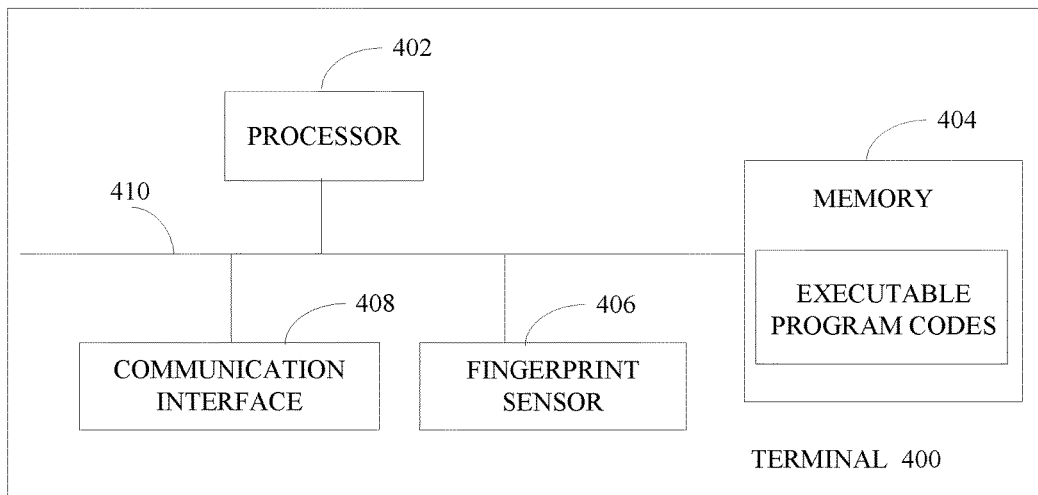 402
PROCESSOR
404
410
MEMORY
408
406
EXECUTABLE
PROGRAM CODES
COMMUNICATION
INTERFACE
FINGERPRINT
SENSOR
TERMINAL 400